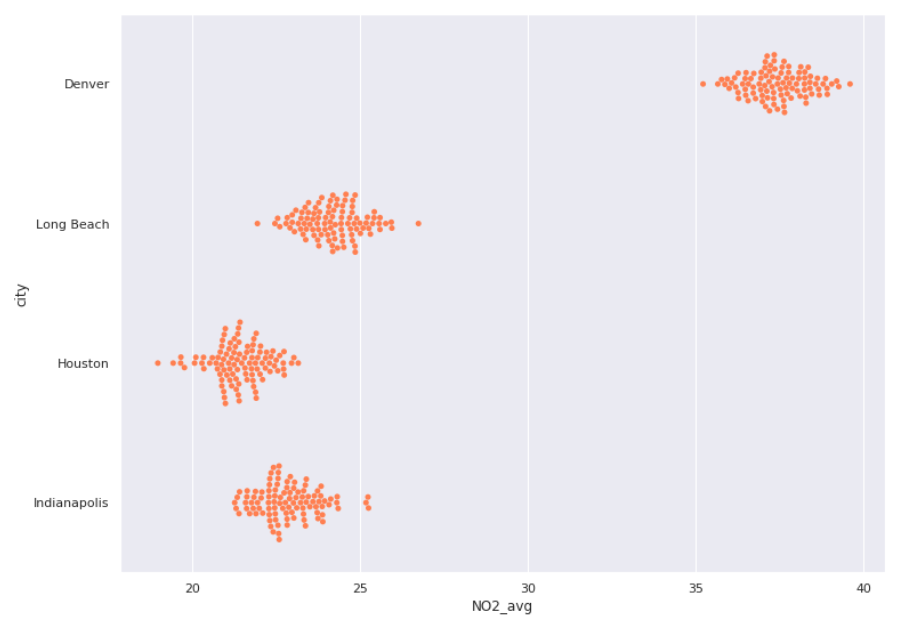 Denver
Long Beach
city
Houston
Indianapolis
20 25 30 35 40
NO2_avg